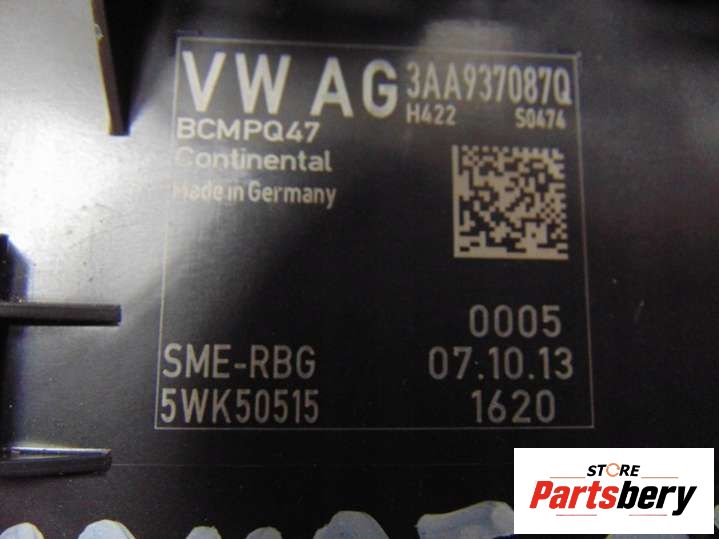 VW AG 3AA937087Q
H422 S0474
BCMPQ47
Continental
Made in Germany
0005
SME-RBG 07.10.13
5WK50515 1620
STORE
Partsbery